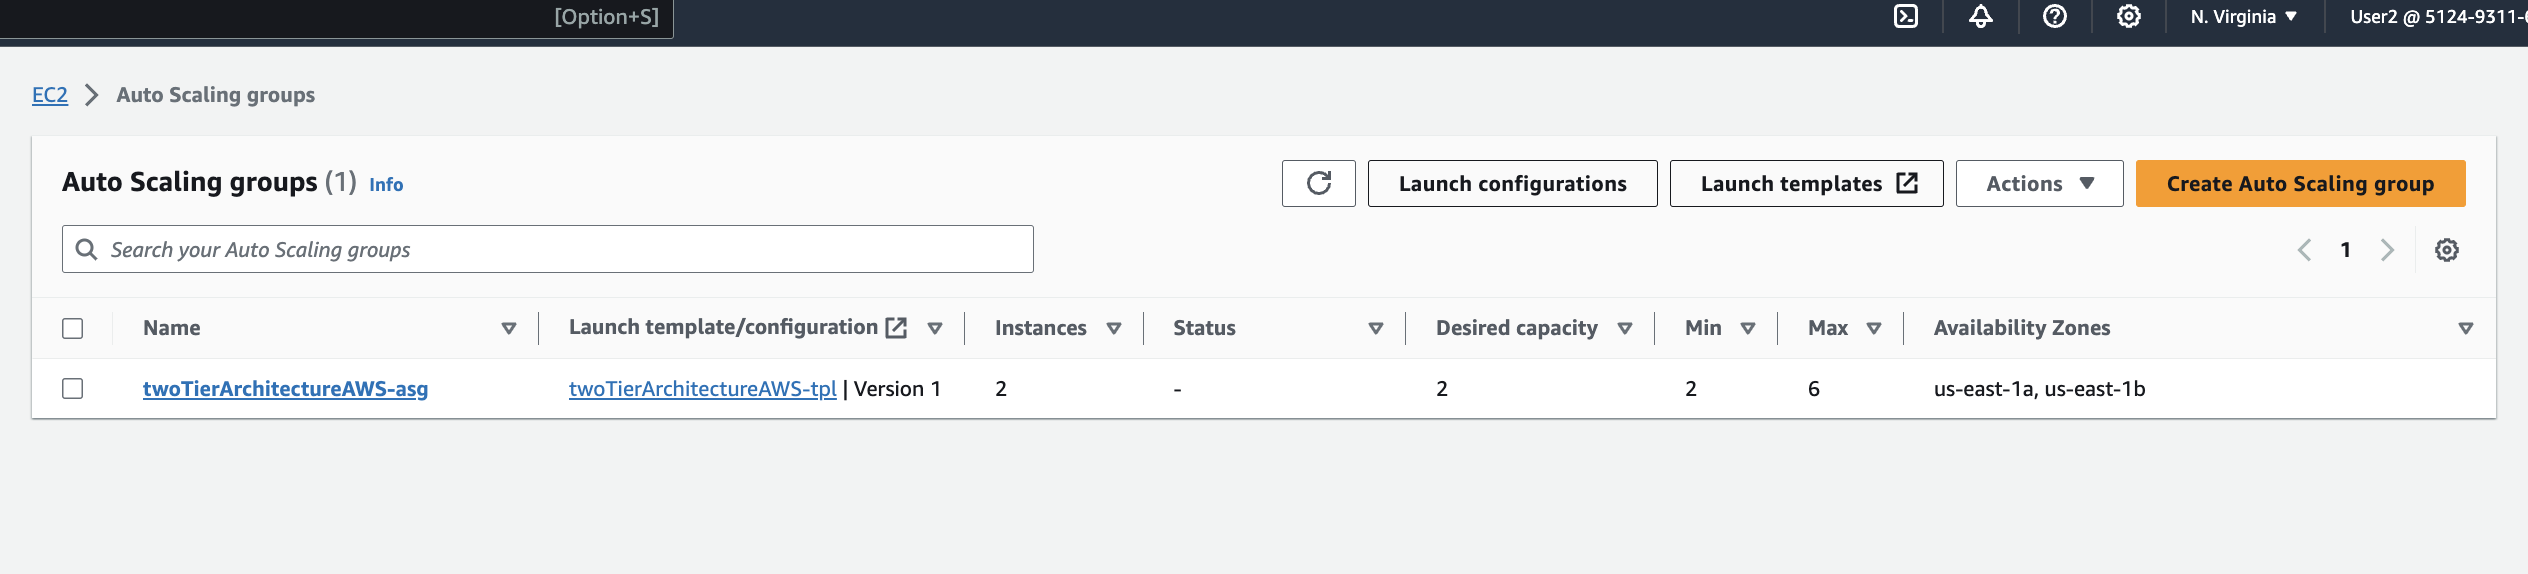 [Option+S] N. Virginia User2 @ 5124-9311-
EC2 Auto Scaling groups
Auto Scaling groups (1) Info Launch configurations Launch templates Actions Create Auto Scaling group
Search your Auto Scaling groups 1
Name Launch template/configuration Instances Status Desired capacity Min Max Availability Zones
twoTierArchitectureAWS-asg twoTierArchitectureAWS-tpl | Version 1 2 - 2 2 6 us-east-1a, us-east-1b